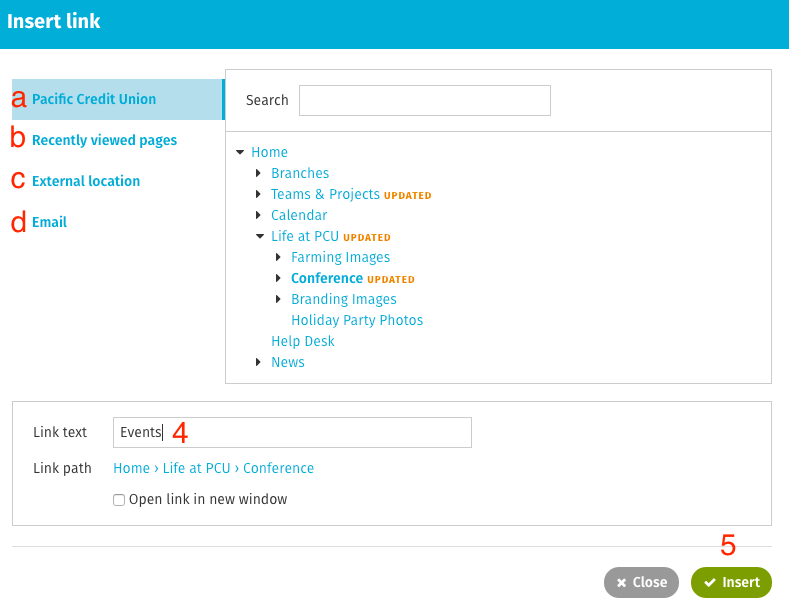 Insert link
a Pacific Credit Union
b Recently viewed pages
c External location
d Email
Search
Home
Branches
Teams & Projects UPDATED
Calendar
Life at PCU UPDATED
Farming Images
Conference UPDATED
Branding Images
Holiday Party Photos
Help Desk
News
Link text Events 4
Link path Home › Life at PCU › Conference
Open link in new window
5
Close Insert